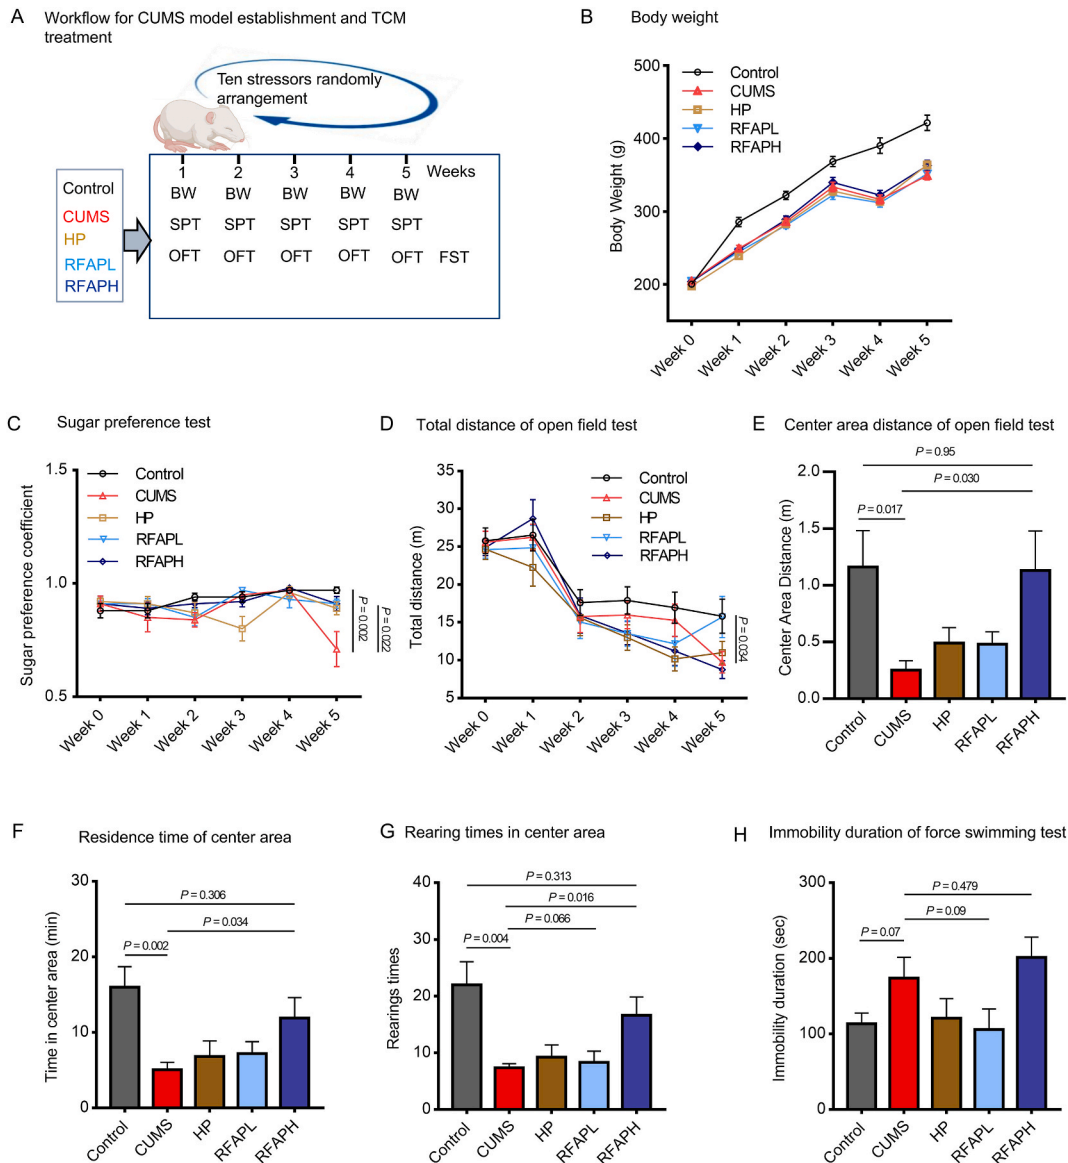 A
Workflow for CUMS model establishment and TCM
treatment
Ten stressors randomly
arrangement
Control
CUMS
HP
RFAPL
RFAPH
1 2 3 4 5 Weeks
BW BW BW BW BW
SPT SPT SPT SPT SPT
OFT OFT OFT OFT OFT FST
B Body weight
Body Weight (g)
500
400
300
200
Control
CUMS
HP
RFAPL
RFAPH
Week 0 Week 1 Week 2 Week 3 Week 4 Week 5
C Sugar preference test
Sugar preference coefficient
1.5
1.0
0.5
Control
CUMS
HP
RFAPL
RFAPH
P = 0.002
P = 0.022
Week 0 Week 1 Week 2 Week 3 Week 4 Week 5
D Total distance of open field test
Total distance (m)
35
30
25
20
15
10
5
Control
CUMS
HP
RFAPL
RFAPH
P = 0.034
Week 0 Week 1 Week 2 Week 3 Week 4 Week 5
E Center area distance of open field test
Center Area Distance (m)
2.0
1.5
1.0
0.5
0.0
P = 0.95
P = 0.030
P = 0.017
Control CUMS HP RFAPL RFAPH
F Residence time of center area
Time in center area (min)
30
20
10
0
P = 0.306
P = 0.034
P = 0.002
Control CUMS HP RFAPL RFAPH
G Rearing times in center area
Rearings times
40
30
20
10
0
P = 0.313
P = 0.016
P = 0.066
P = 0.004
Control CUMS HP RFAPL RFAPH
H Immobility duration of force swimming test
Immobility duration (sec)
300
200
100
0
P = 0.479
P = 0.09
P = 0.07
Control CUMS HP RFAPL RFAPH